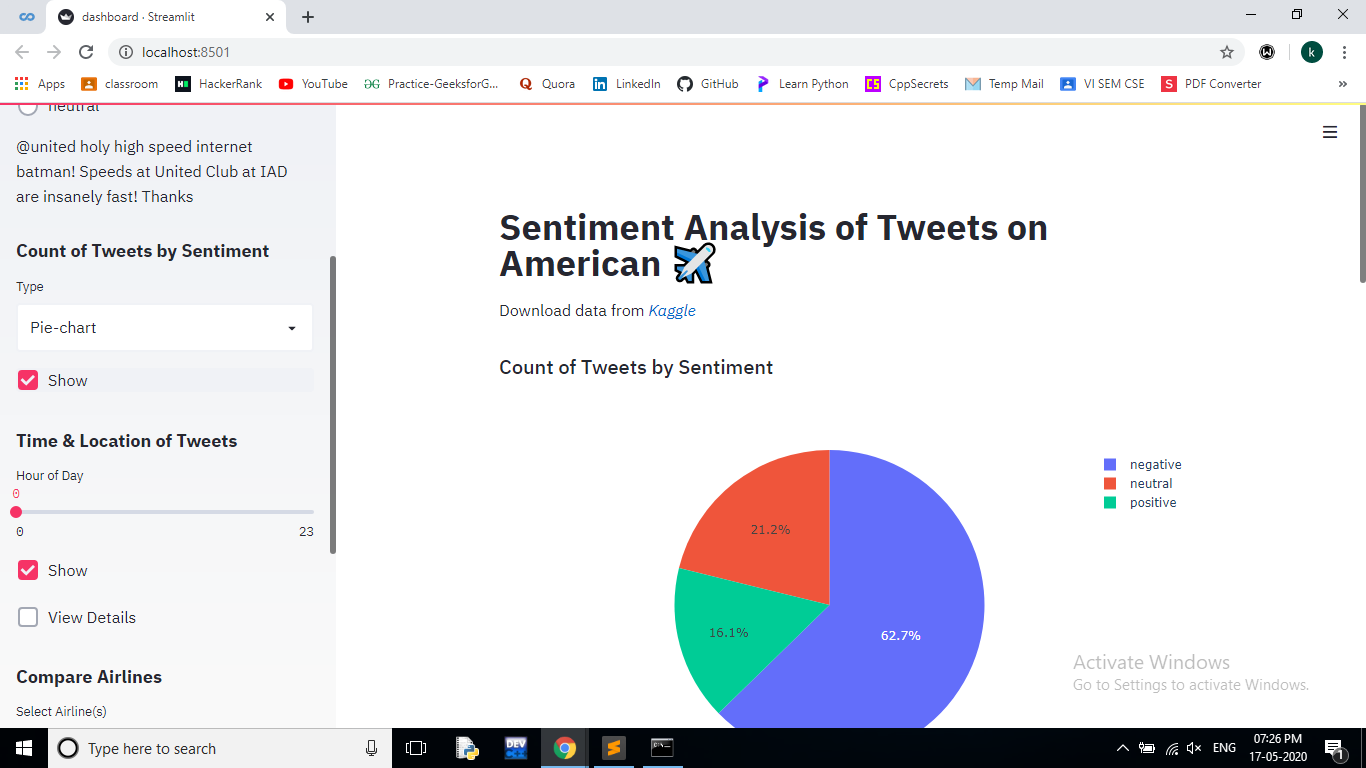 dashboard · Streamlit
localhost:8501
k
Apps
classroom
HackerRank
YouTube
Practice-GeeksforG...
Quora
LinkedIn
GitHub
Learn Python
CppSecrets
Temp Mail
VI SEM CSE
PDF Converter
»
neutral
@united holy high speed internet
batman! Speeds at United Club at IAD
are insanely fast! Thanks
Count of Tweets by Sentiment
Type
Pie-chart
Show
Time & Location of Tweets
Hour of Day
0
0 23
Show
View Details
Compare Airlines
Select Airline(s)
Sentiment Analysis of Tweets on
American
Download data from Kaggle
Count of Tweets by Sentiment
negative
neutral
positive
21.2%
16.1%
62.7%
Activate Windows
Go to Settings to activate Windows.
Type here to search
DEV
ENG
07:26 PM
17-05-2020
1